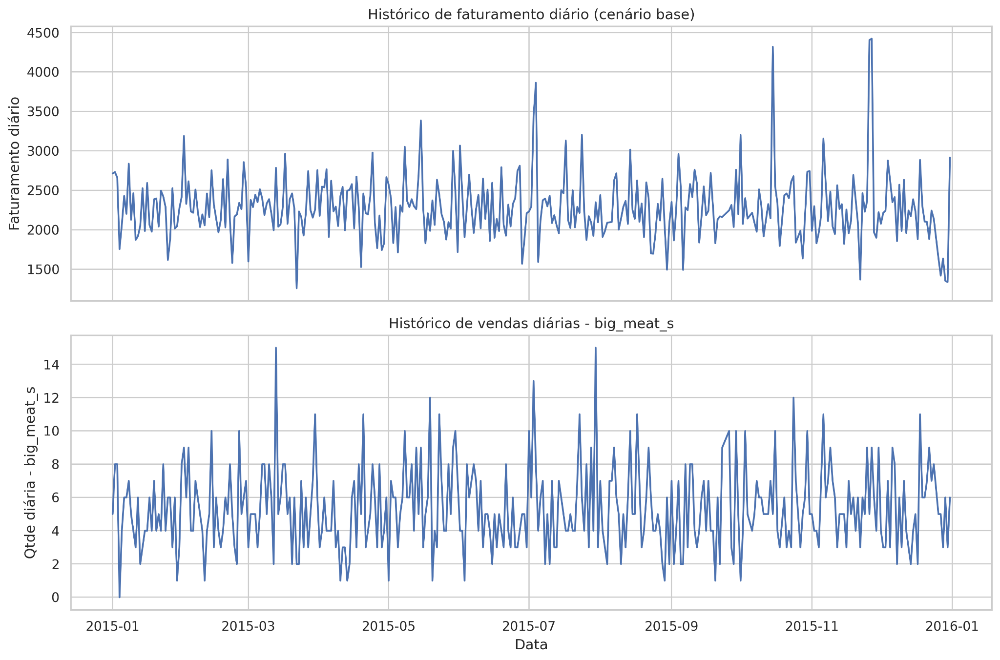 Histórico de faturamento diário (cenário base)
Faturamento diário
4500
4000
3500
3000
2500
2000
1500
Histórico de vendas diárias - big_meat_s
Qtde diária - big_meat_s
14
12
10
8
6
4
2
0
2015-01 2015-03 2015-05 2015-07 2015-09 2015-11 2016-01
Data